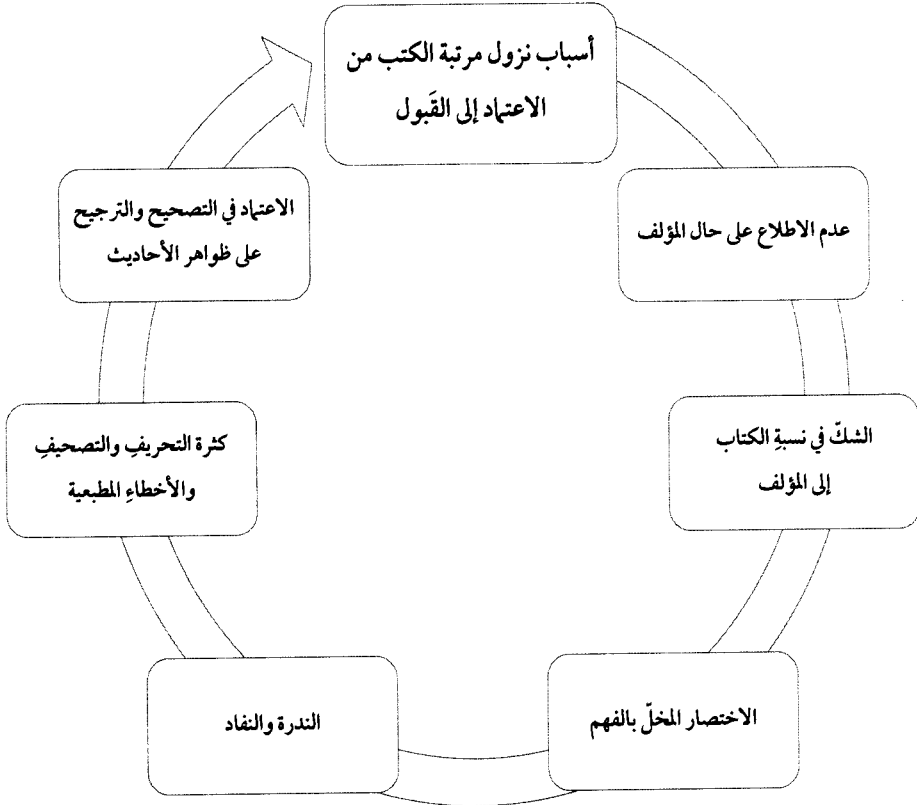 أسباب نزول مرتبة الكتب من
الاعتماد إلى القَبول
عدم الاطلاع على حال المؤلف
الشكّ في نسبةِ الكتاب
إلى المؤلف
الاختصار المخلّ بالفهم
الندرة والنفاد
كثرة التحريفِ والتصحيفِ
والأخطاءِ المطبعية
الاعتماد في التصحيح والترجيح
على ظواهر الأحاديث